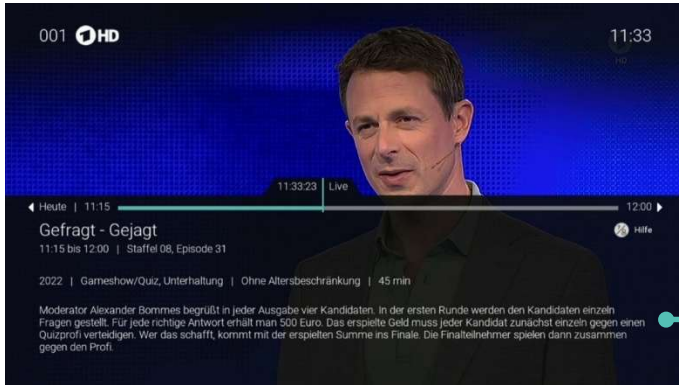 001 1 HD
11:33
HD
11:33:23 Live
Heute | 11:15
12:00
Gefragt - Gejagt
Hilfe
11:15 bis 12:00 | Staffel 08, Episode 31
2022 | Gameshow/Quiz, Unterhaltung | Ohne Altersbeschränkung | 45 min
Moderator Alexander Bommes begrüßt in jeder Ausgabe vier Kandidaten. In der ersten Runde werden den Kandidaten einzeln
Fragen gestellt. Für jede richtige Antwort erhält man 500 Euro. Das erspielte Geld muss jeder Kandidat zunächst einzeln gegen einen
Quizprofi verteidigen. Wer das schafft, kommt mit der erspielten Summe ins Finale. Die Finalteilnehmer spielen dann zusammen
gegen den Profi.